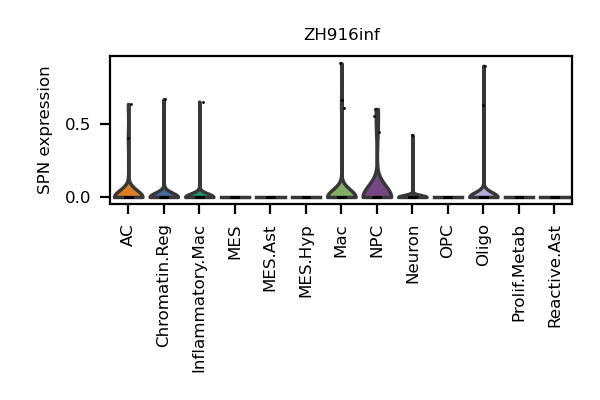 ZH916inf
SPN expression
0.5
0.0
AC
Chromatin.Reg
Inflammatory.Mac
MES
MES.Ast
MES.Hyp
Mac
NPC
Neuron
OPC
Oligo
Prolif.Metab
Reactive.Ast